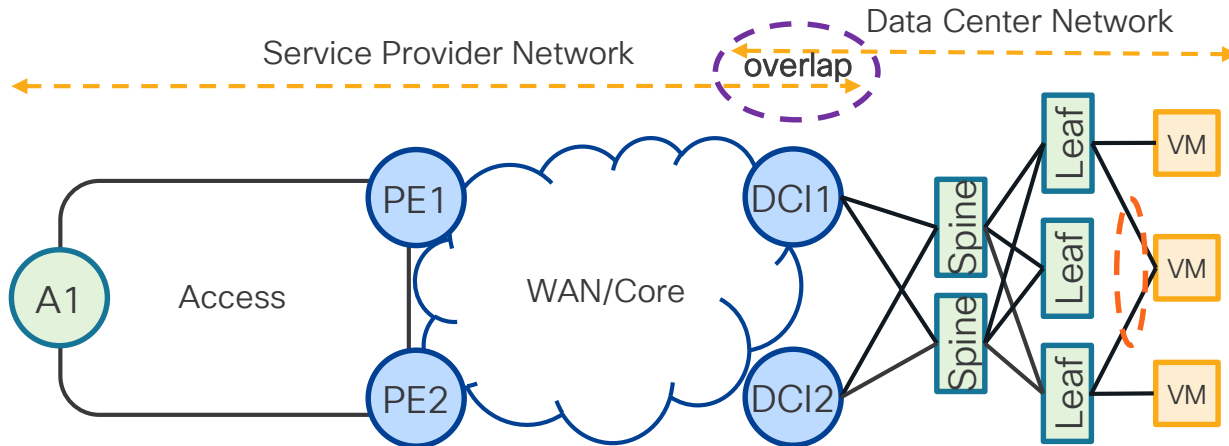 Data Center Network
Service Provider Network
overlap
Leaf
VM
PE1
DCI1
Spine
A1
Access
WAN/Core
Leaf
VM
Spine
PE2
DCI2
Leaf
VM